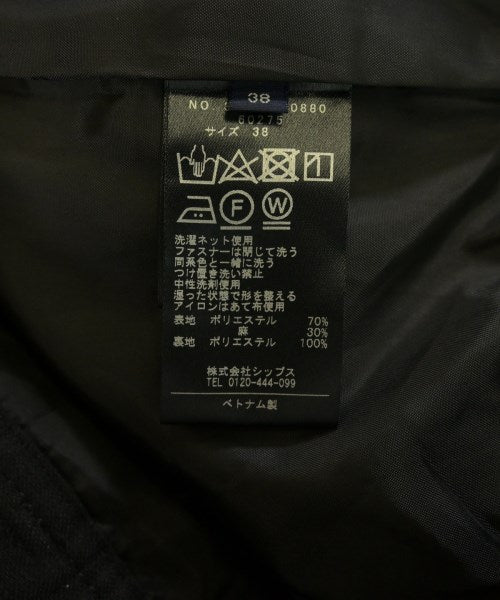 38
NO. 0880
60275
サイズ 38
F W
洗濯ネット使用
ファスナーは閉じて洗う
同系色と一緒に洗う
つけ置き洗い禁止
中性洗剤使用
湿った状態で形を整える
アイロンはあて布使用
表地 ポリエステル 70%
麻 30%
裏地 ポリエステル 100%
株式会社シップス
TEL 0120-444-099
ベトナム製